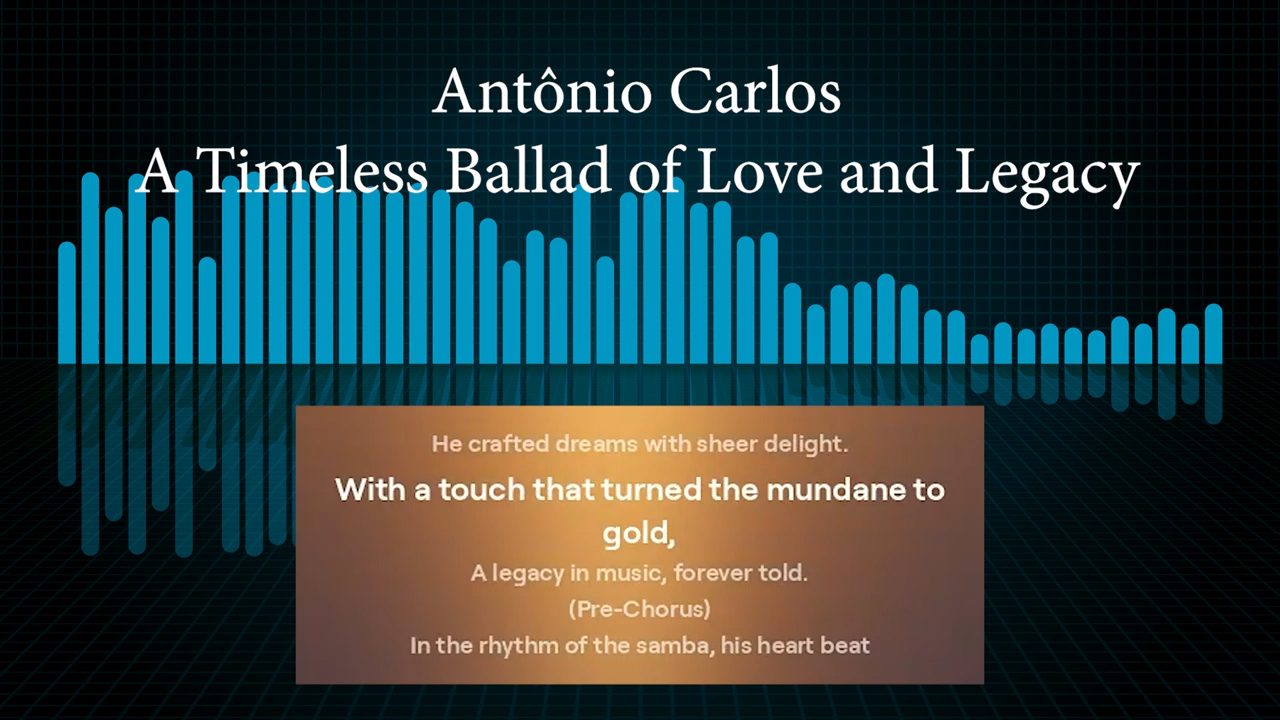 Antônio Carlos
A Timeless Ballad of Love and Legacy
He crafted dreams with sheer delight.
With a touch that turned the mundane to
gold,
A legacy in music, forever told.
(Pre-Chorus)
In the rhythm of the samba, his heart beat